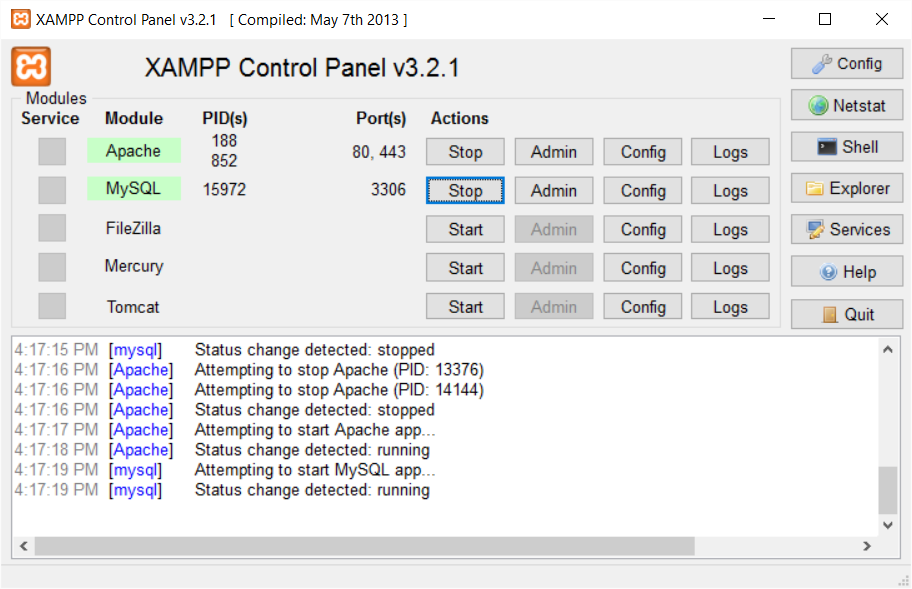 XAMPP Control Panel v3.2.1 [ Compiled: May 7th 2013 ]
XAMPP Control Panel v3.2.1
Config
Modules
Service Module PID(s) Port(s) Actions
Netstat
Apache 188 852 80, 443 Stop Admin Config Logs
Shell
MySQL 15972 3306 Stop Admin Config Logs
Explorer
FileZilla Start Admin Config Logs
Services
Mercury Start Admin Config Logs
Help
Tomcat Start Admin Config Logs
Quit
4:17:15 PM [mysql] Status change detected: stopped
4:17:16 PM [Apache] Attempting to stop Apache (PID: 13376)
4:17:16 PM [Apache] Attempting to stop Apache (PID: 14144)
4:17:16 PM [Apache] Status change detected: stopped
4:17:17 PM [Apache] Attempting to start Apache app...
4:17:18 PM [Apache] Status change detected: running
4:17:19 PM [mysql] Attempting to start MySQL app...
4:17:19 PM [mysql] Status change detected: running